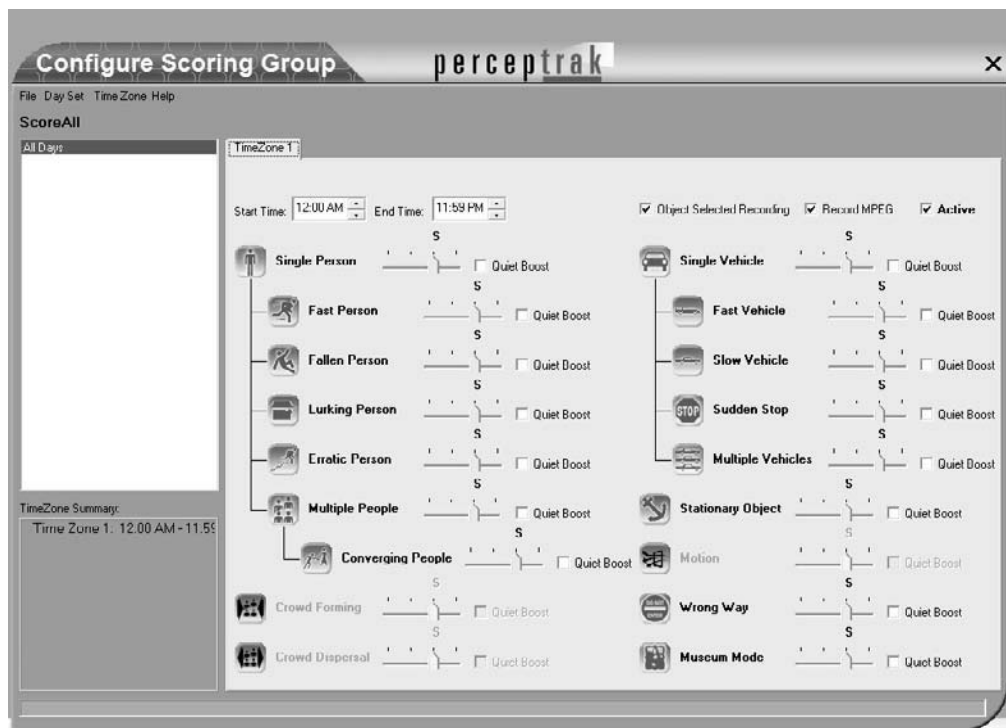 Configure Scoring Group
perceptrak
File Day Set Time Zone Help
ScoreAll
All Days
TimeZone 1
Start Time: 12:00 AM End Time: 11:59 PM
Object Selected Recording Record MPEG Active
S
Single Person Quiet Boost
S
Fast Person Quiet Boost
S
Fallen Person Quiet Boost
S
Lurking Person Quiet Boost
S
Erratic Person Quiet Boost
S
Multiple People Quiet Boost
S
Converging People Quiet Boost
S
Crowd Forming Quiet Boost
S
Crowd Dispersal Quiet Boost
S
Single Vehicle Quiet Boost
S
Fast Vehicle Quiet Boost
S
Slow Vehicle Quiet Boost
S
STOP Sudden Stop Quiet Boost
S
Multiple Vehicles Quiet Boost
S
Stationary Object Quiet Boost
S
Motion Quiet Boost
S
Wrong Way Quiet Boost
S
Museum Mode Quiet Boost
TimeZone Summary:
Time Zone 1: 12:00 AM - 11:59